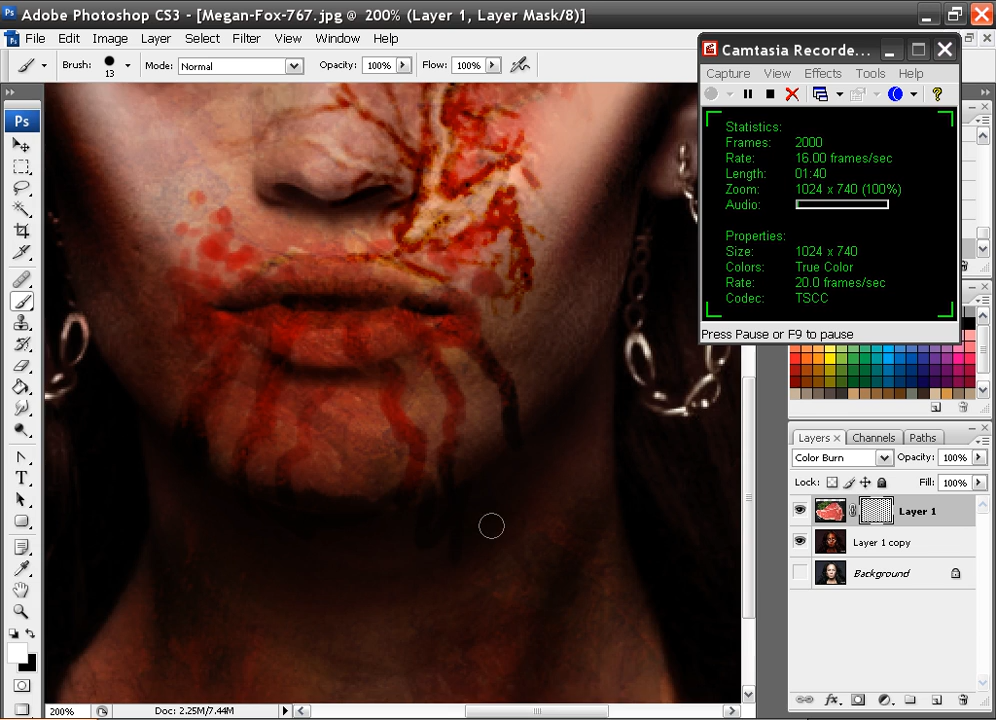 Adobe Photoshop CS3 - [Megan-Fox-767.jpg @ 200% (Layer 1, Layer Mask/8)]
File Edit Image Layer Select Filter View Window Help
Brush: 13 Mode: Normal Opacity: 100% Flow: 100%
Ps
Camtasia Recorde...
Capture View Effects Tools Help
Statistics:
Frames: 2000
Rate: 16.00 frames/sec
Length: 01:40
Zoom: 1024 x 740 (100%)
Audio:
Properties:
Size: 1024 x 740
Colors: True Color
Rate: 20.0 frames/sec
Codec: TSCC
Press Pause or F9 to pause
Layers x Channels Paths
Color Burn Opacity: 100%
Lock: Fill: 100%
Layer 1
Layer 1 copy
Background
200% Doc: 2.25M/7.44M